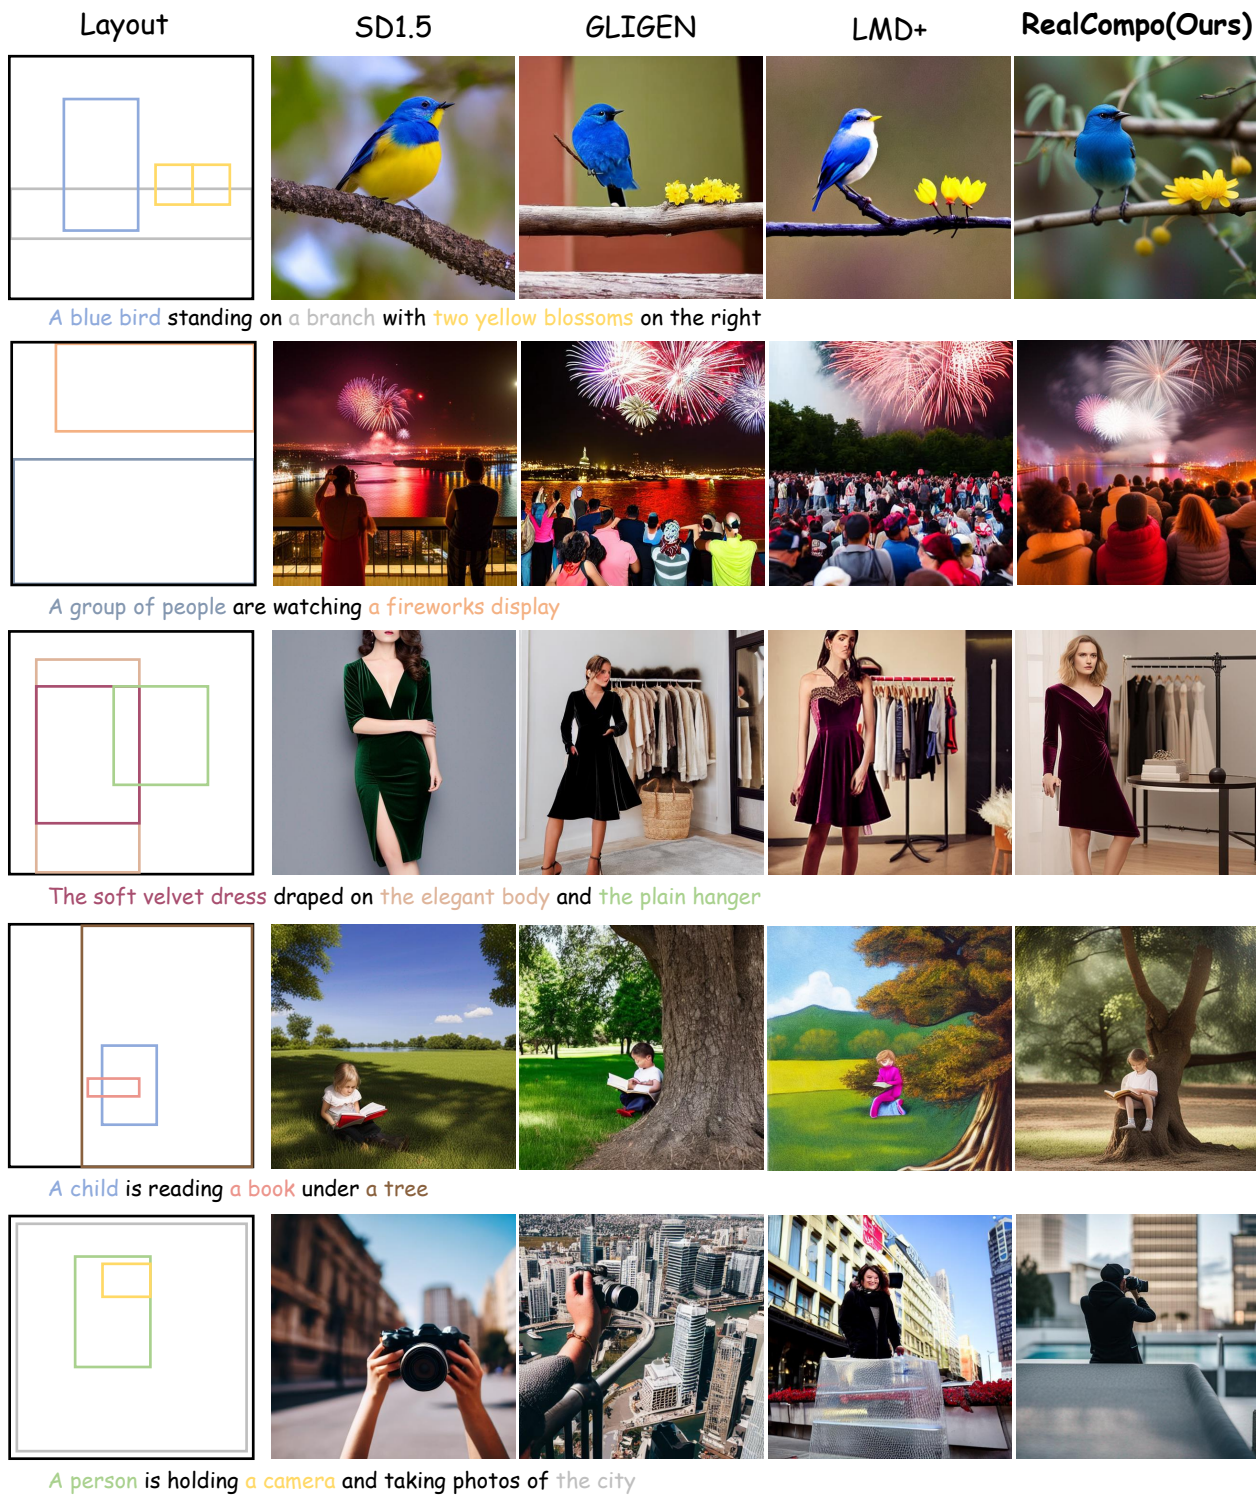 Layout SD1.5 GLIGEN LMD+ RealCompo(Ours)
A blue bird standing on a branch with two yellow blossoms on the right
A group of people are watching a fireworks display
The soft velvet dress draped on the elegant body and the plain hanger
A child is reading a book under a tree
A person is holding a camera and taking photos of the city